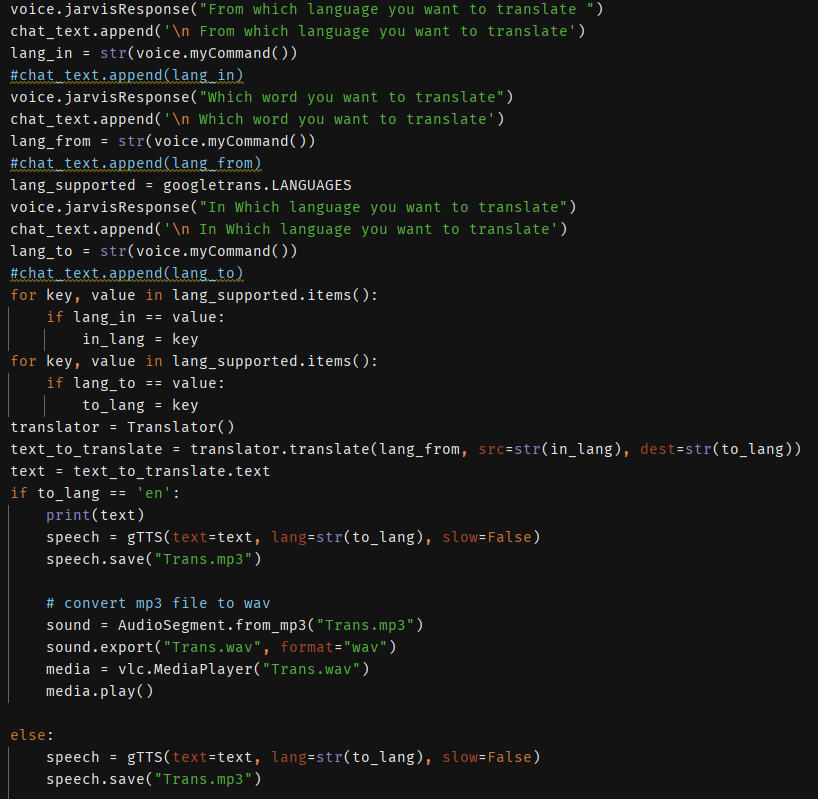 voice.jarvisResponse("From which language you want to translate ")
chat_text.append('\n From which language you want to translate')
lang_in = str(voice.myCommand())
#chat_text.append(lang_in)
voice.jarvisResponse("Which word you want to translate")
chat_text.append('\n Which word you want to translate')
lang_from = str(voice.myCommand())
#chat_text.append(lang_from)
lang_supported = googletrans.LANGUAGES
voice.jarvisResponse("In Which language you want to translate")
chat_text.append('\n In Which language you want to translate')
lang_to = str(voice.myCommand())
#chat_text.append(lang_to)
for key, value in lang_supported.items():
    if lang_in == value:
        in_lang = key
for key, value in lang_supported.items():
    if lang_to == value:
        to_lang = key
translator = Translator()
text_to_translate = translator.translate(lang_from, src=str(in_lang), dest=str(to_lang))
text = text_to_translate.text
if to_lang == 'en':
    print(text)
    speech = gTTS(text=text, lang=str(to_lang), slow=False)
    speech.save("Trans.mp3")

    # convert mp3 file to wav
    sound = AudioSegment.from_mp3("Trans.mp3")
    sound.export("Trans.wav", format="wav")
    media = vlc.MediaPlayer("Trans.wav")
    media.play()

else:
    speech = gTTS(text=text, lang=str(to_lang), slow=False)
    speech.save("Trans.mp3")